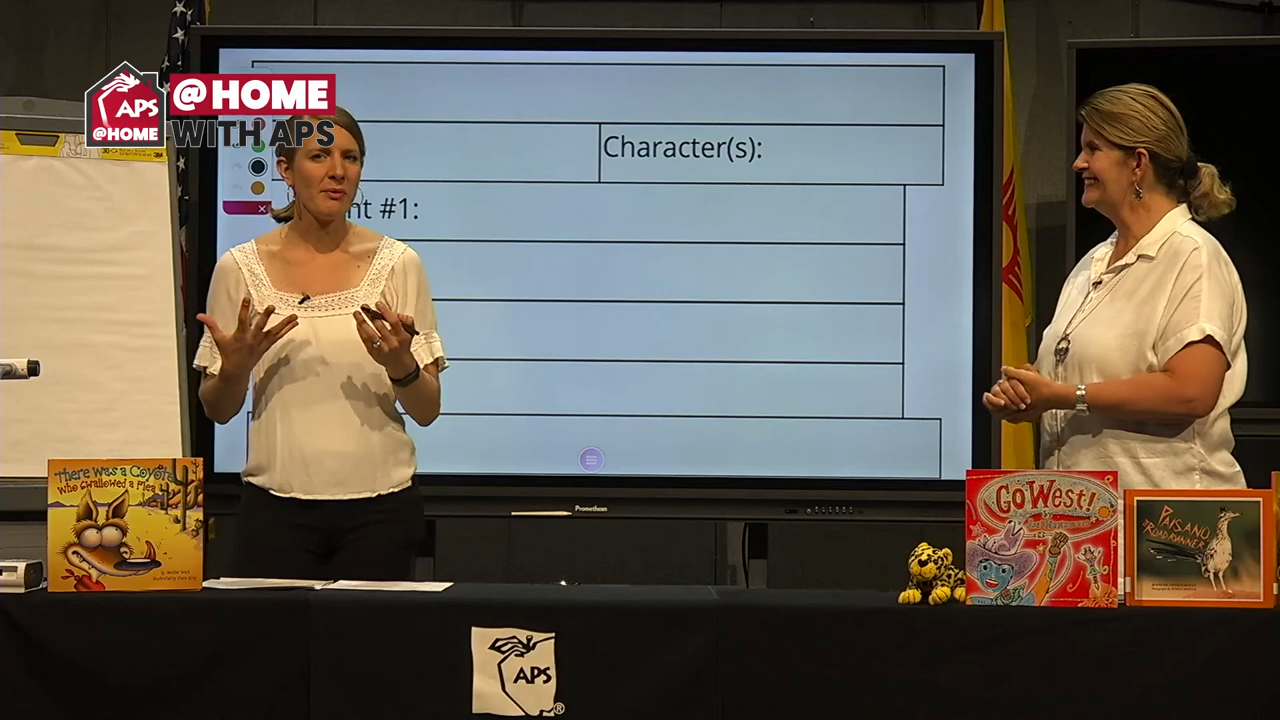 APS
@HOME
@HOME
WITH APS
Character(s):
nt #1:
There Was a Coyote
Who Swallowed a Flea
Promethean
Go West!
PAISANO
ROADRUNNER
APS
®